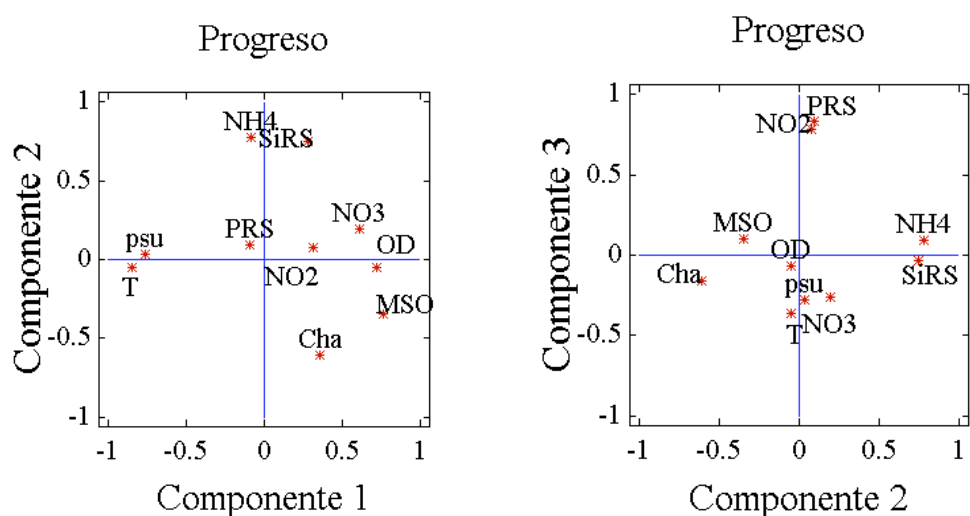 Progreso
Componente 2
1
0.5
0
-0.5
-1
NH4
SiRS
NO3
PRS
OD
psu
NO2
T
MSO
Cha
-1 -0.5 0 0.5 1
Componente 1
Progreso
Componente 3
1
0.5
0
-0.5
-1
PRS
NO2
MSO
NH4
OD
Cha
SiRS
psu
NO3
T
-1 -0.5 0 0.5 1
Componente 2